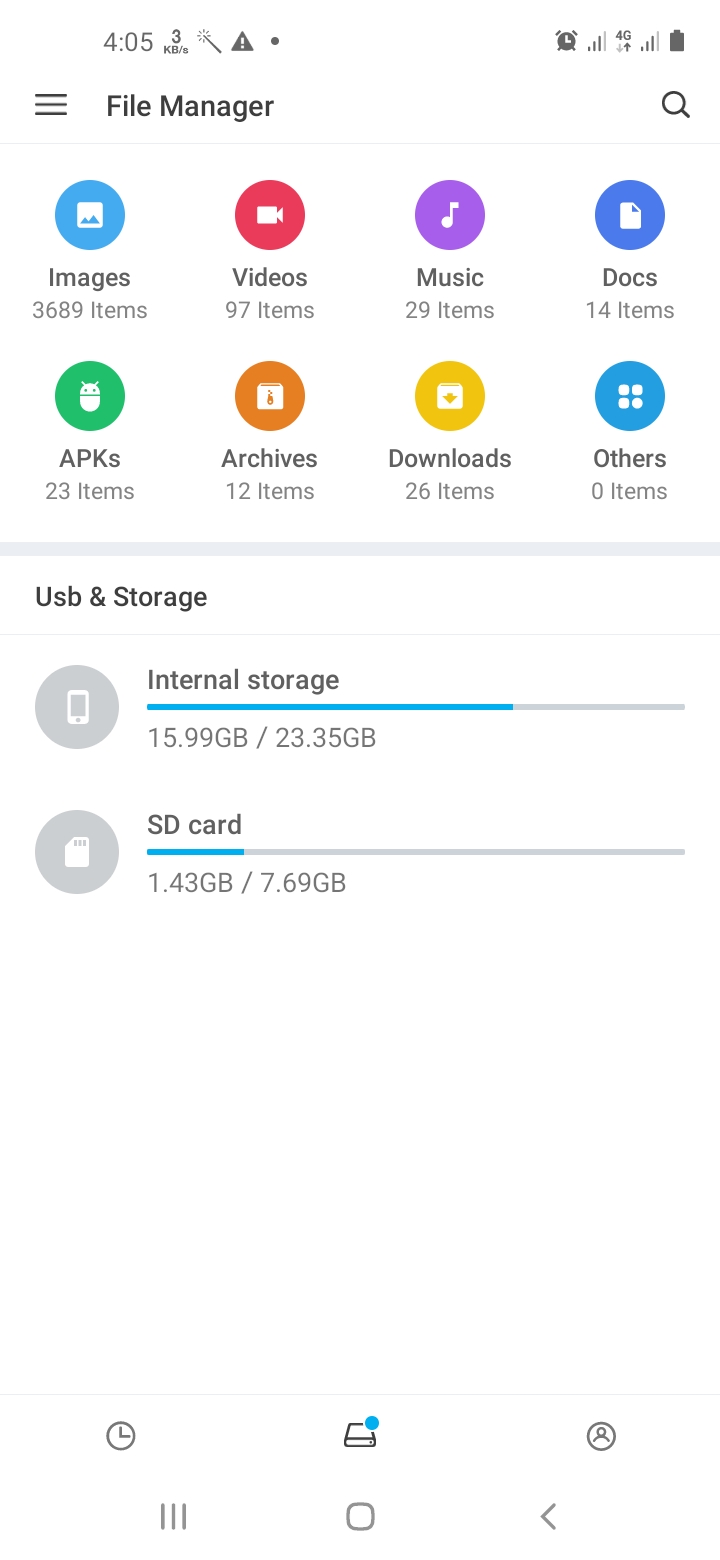 4:05 3 KB/s 4G
File Manager
Images Videos Music Docs
3689 Items 97 Items 29 Items 14 Items
APKs Archives Downloads Others
23 Items 12 Items 26 Items 0 Items
Usb & Storage
Internal storage
15.99GB / 23.35GB
SD card
1.43GB / 7.69GB